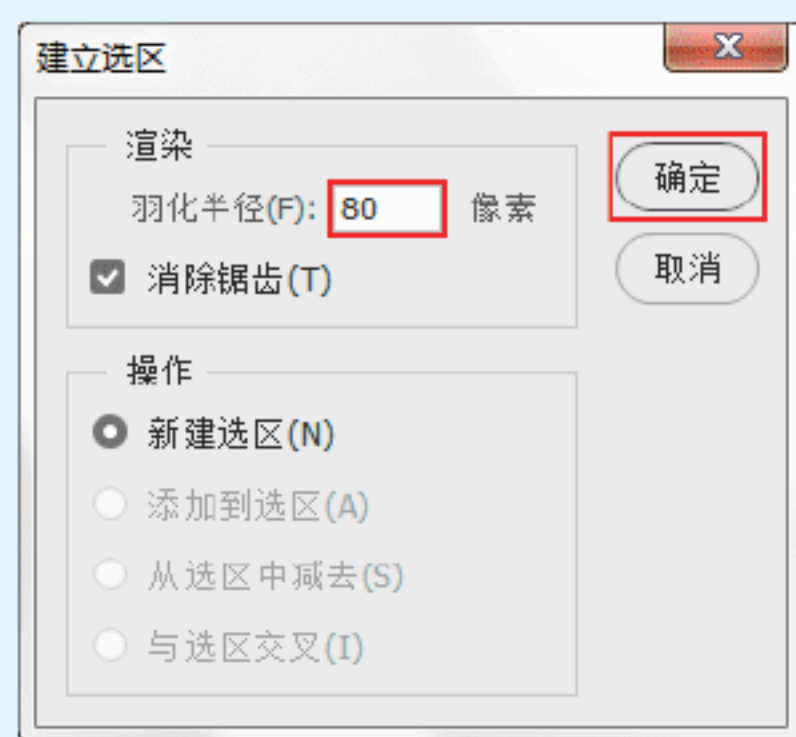 建立选区
渲染
羽化半径(F): 80 像素
消除锯齿(T)
确定
取消
操作
新建选区(N)
添加到选区(A)
从选区中减去(S)
与选区交叉(I)